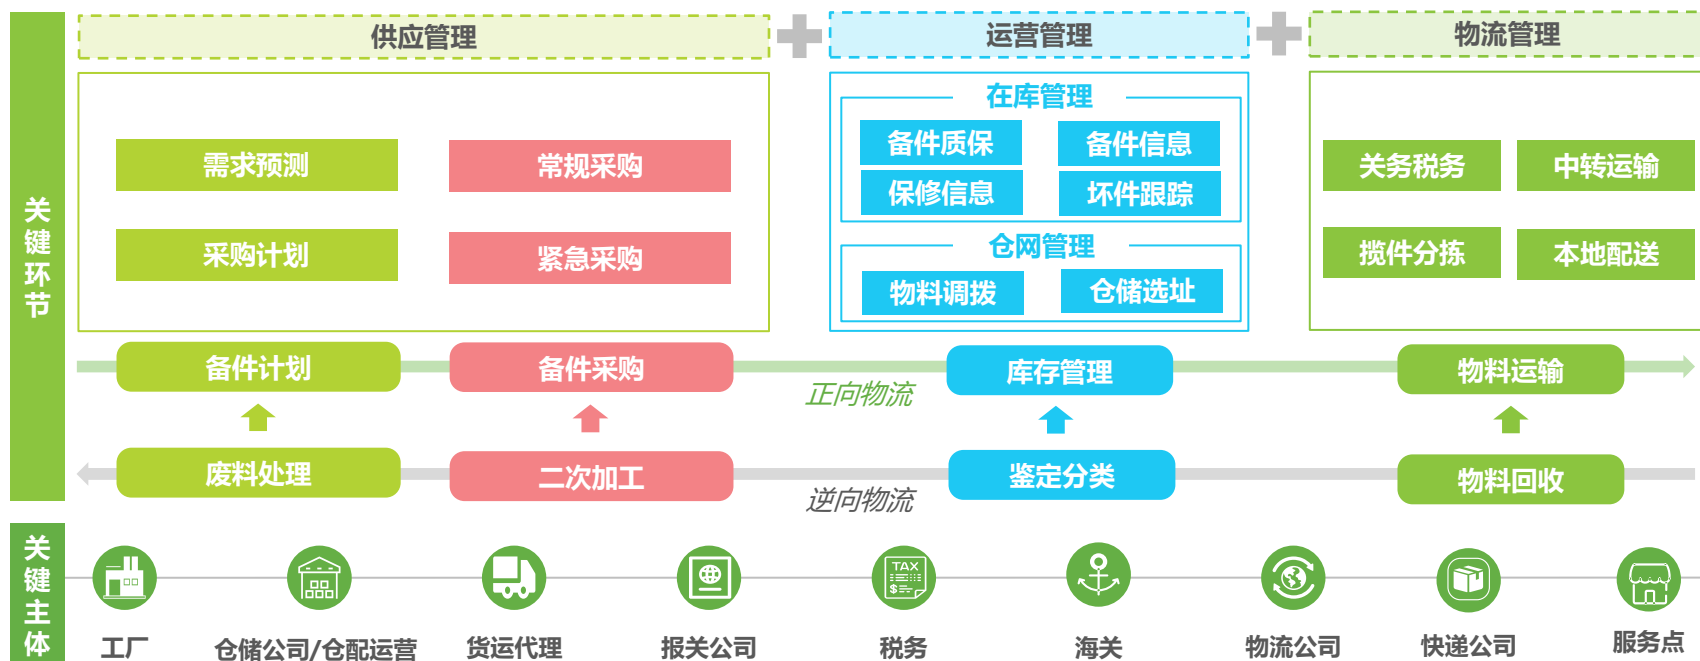 关键环节
供应管理
运营管理
物流管理
需求预测
常规采购
采购计划
紧急采购
在库管理
备件质保
备件信息
保修信息
坏件跟踪
仓网管理
物料调拨
仓储选址
关务税务
中转运输
揽件分拣
本地配送
备件计划
备件采购
正向物流
库存管理
物料运输
废料处理
二次加工
逆向物流
鉴定分类
物料回收
关键主体
TAX
$
工厂
仓储公司/仓配运营
货运代理
报关公司
税务
海关
物流公司
快递公司
服务点